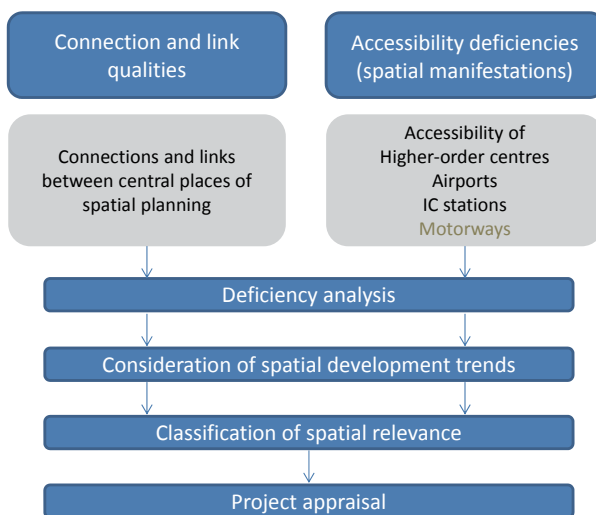 Connection and link
qualities
Accessibility deficiencies
(spatial manifestations)
Connections and links
between central places of
spatial planning
Accessibility of
Higher-order centres
Airports
IC stations
Motorways
Deficiency analysis
Consideration of spatial development trends
Classification of spatial relevance
Project appraisal